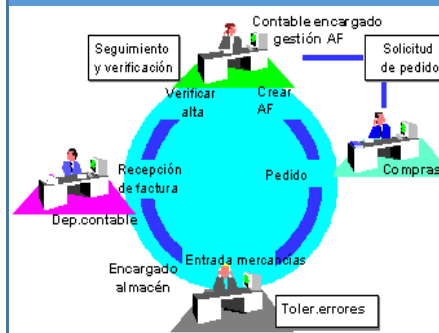 Contable encargado
gestión AF
Seguimiento
y verificación
Solicitud
de pedido
Verificar
alta
Crear
AF
Recepción
de factura
Pedido
Compras
Dep.contable
Encargado
almacén
Entrada mercancías
Toler.errores